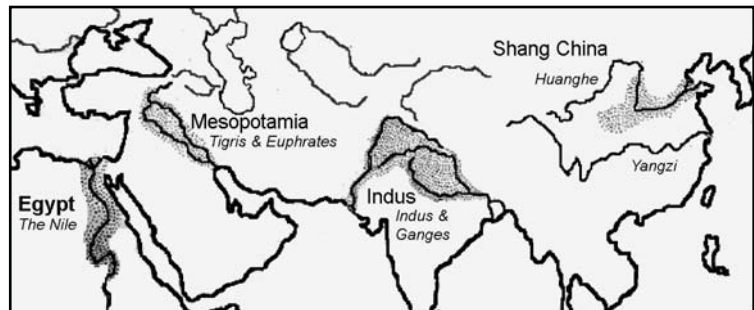 Shang China
Huanghe
Mesopotamia
Tigris & Euphrates
Yangzi
Egypt
The Nile
Indus
Indus &
Ganges